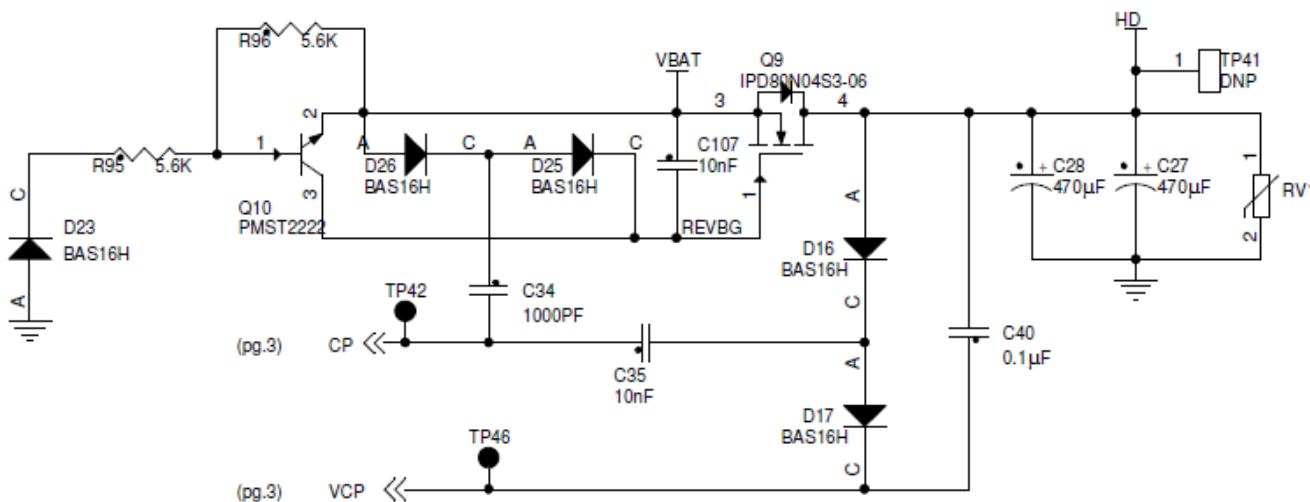 HD
R96 5.6K
VBAT
Q9
IPD80N04S3-06
1 TP41
DNP
2
3 4
1
A C A C
C107
10nF
R95 5.6K
D26
BAS16H
D25
BAS16H
C28
470µF
C27
470µF
1
RV1
2
C
3
1
A
Q10
PMST2222
REVBG
D23
BAS16H
D16
BAS16H
A
TP42
C34
1000PF
C
C40
0.1µF
(pg.3) CP
C35
10nF
A
D17
BAS16H
TP46
C
(pg.3) VCP